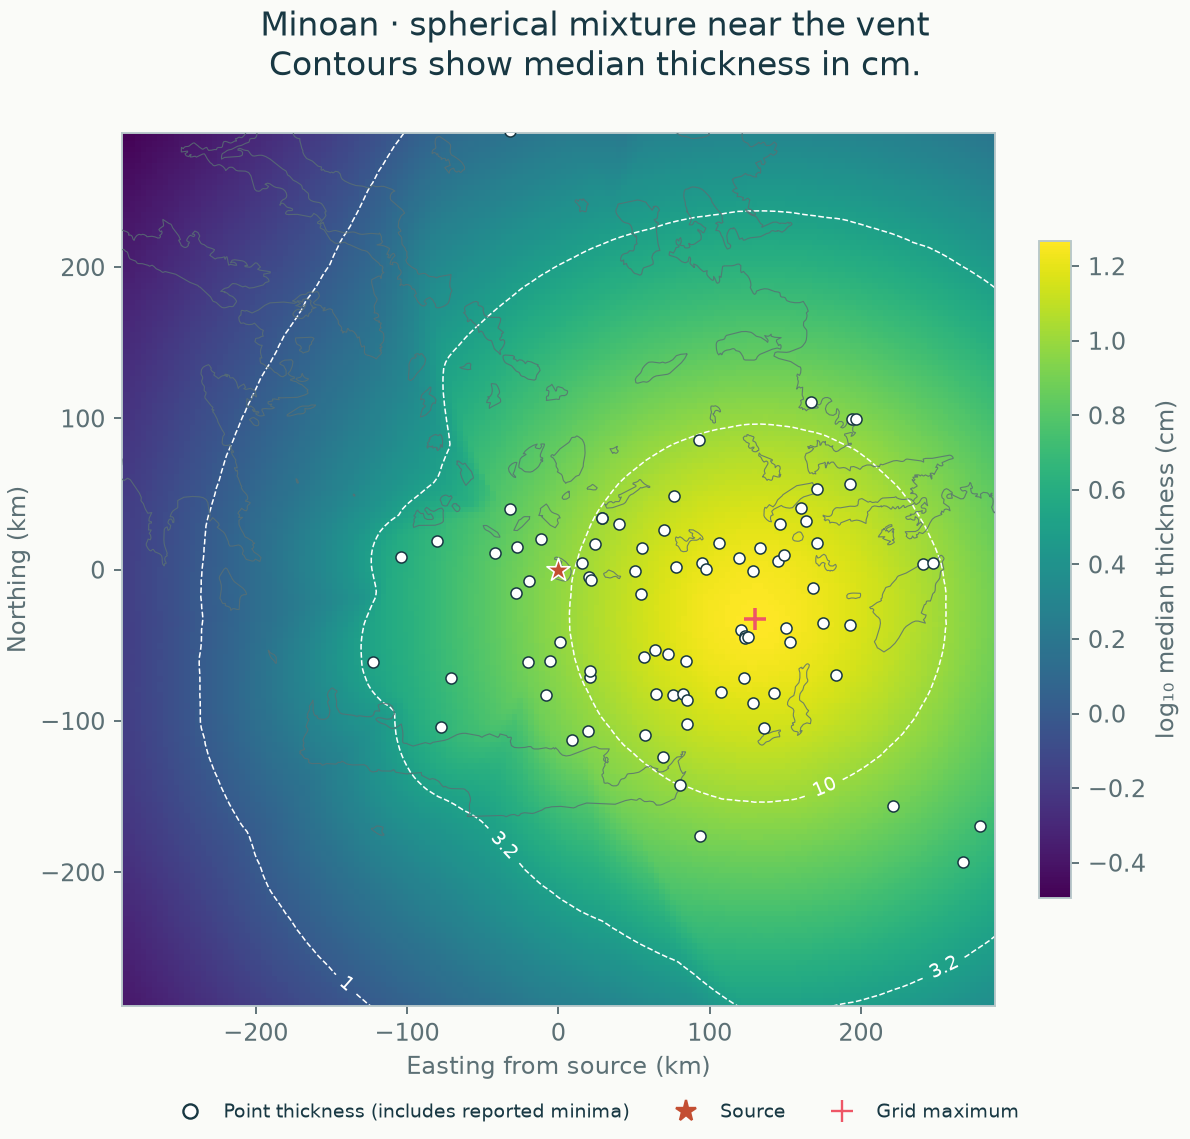 Minoan · spherical mixture near the vent
Contours show median thickness in cm.
200
100
0
−100
−200
Northing (km)
10
3.2
3.2
1
−200
−100
0
100
200
Easting from source (km)
1.2
1.0
0.8
0.6
0.4
0.2
0.0
−0.2
−0.4
log₁₀ median thickness (cm)
Point thickness (includes reported minima)
Source
Grid maximum